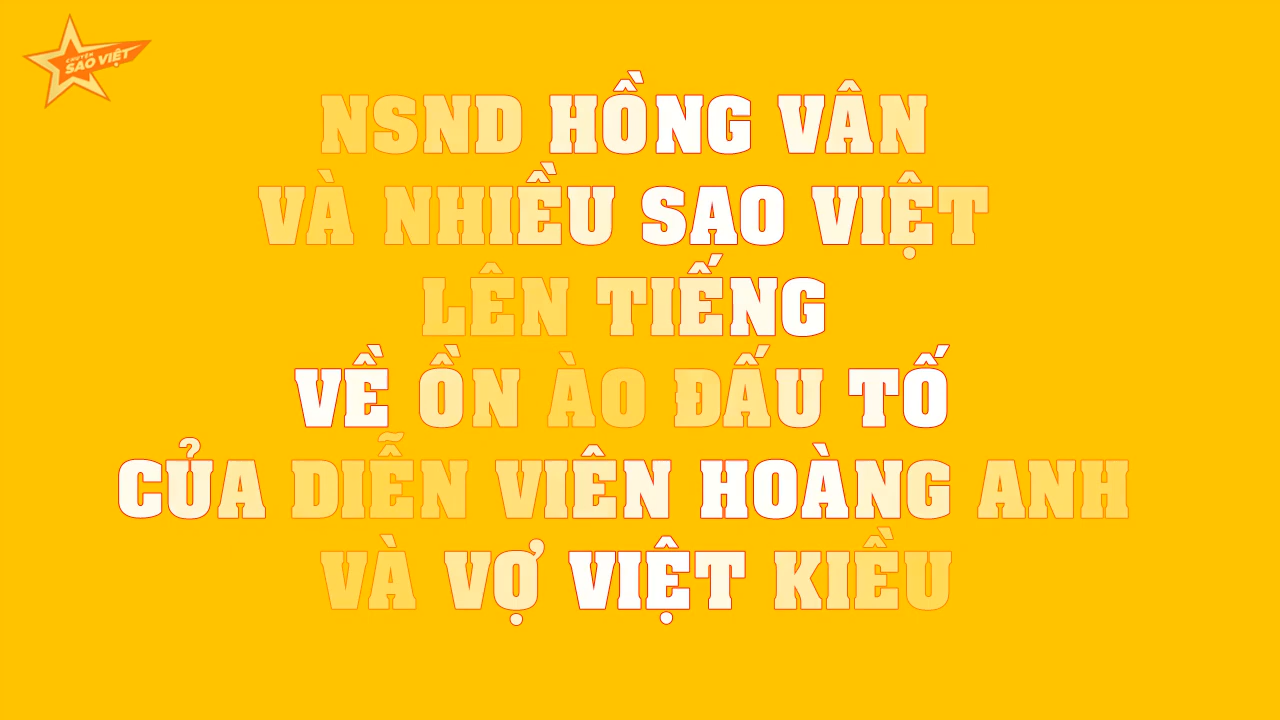 CHUYỆN
SAO VIỆT
NSND HỒNG VÂN
VÀ NHIỀU SAO VIỆT
LÊN TIẾNG
VỀ ỒN ÀO ĐẤU TỐ
CỦA DIỄN VIÊN HOÀNG ANH
VÀ VỢ VIỆT KIỀU